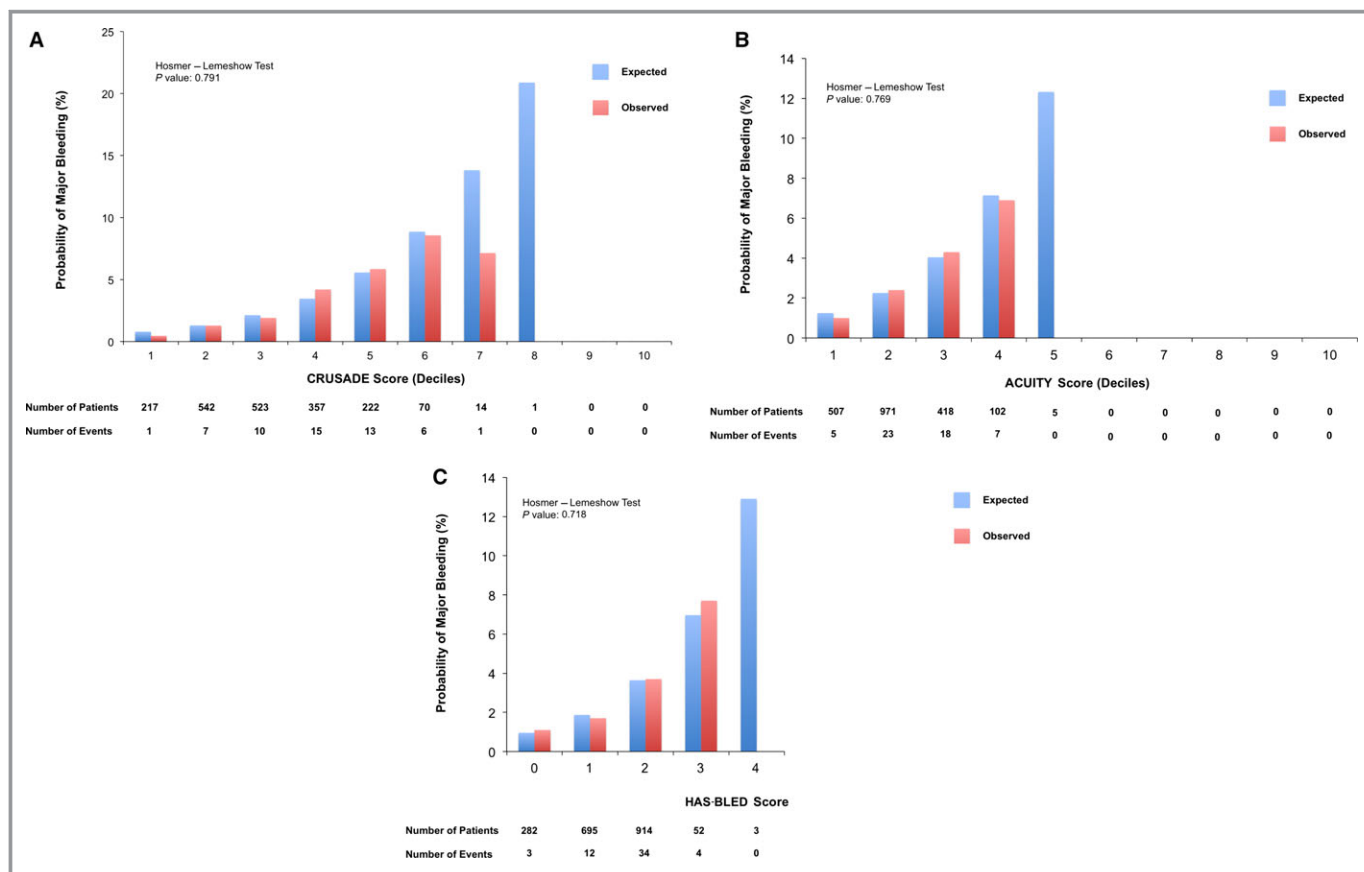 A
25
20
15
10
5
0
Probability of Major Bleeding (%)
Hosmer – Lemeshow Test
P value: 0.791
Expected
Observed
1 2 3 4 5 6 7 8 9 10
CRUSADE Score (Deciles)
Number of Patients 217 542 523 357 222 70 14 1 0 0
Number of Events 1 7 10 15 13 6 1 0 0 0
B
14
12
10
8
6
4
2
0
Probability of Major Bleeding (%)
Hosmer – Lemeshow Test
P value: 0.769
Expected
Observed
1 2 3 4 5 6 7 8 9 10
ACUITY Score (Deciles)
Number of Patients 507 971 418 102 5 0 0 0 0 0
Number of Events 5 23 18 7 0 0 0 0 0 0
C
14
12
10
8
6
4
2
0
Probability of Major Bleeding (%)
Hosmer – Lemeshow Test
P value: 0.718
Expected
Observed
0 1 2 3 4
HAS-BLED Score
Number of Patients 282 695 914 52 3
Number of Events 3 12 34 4 0